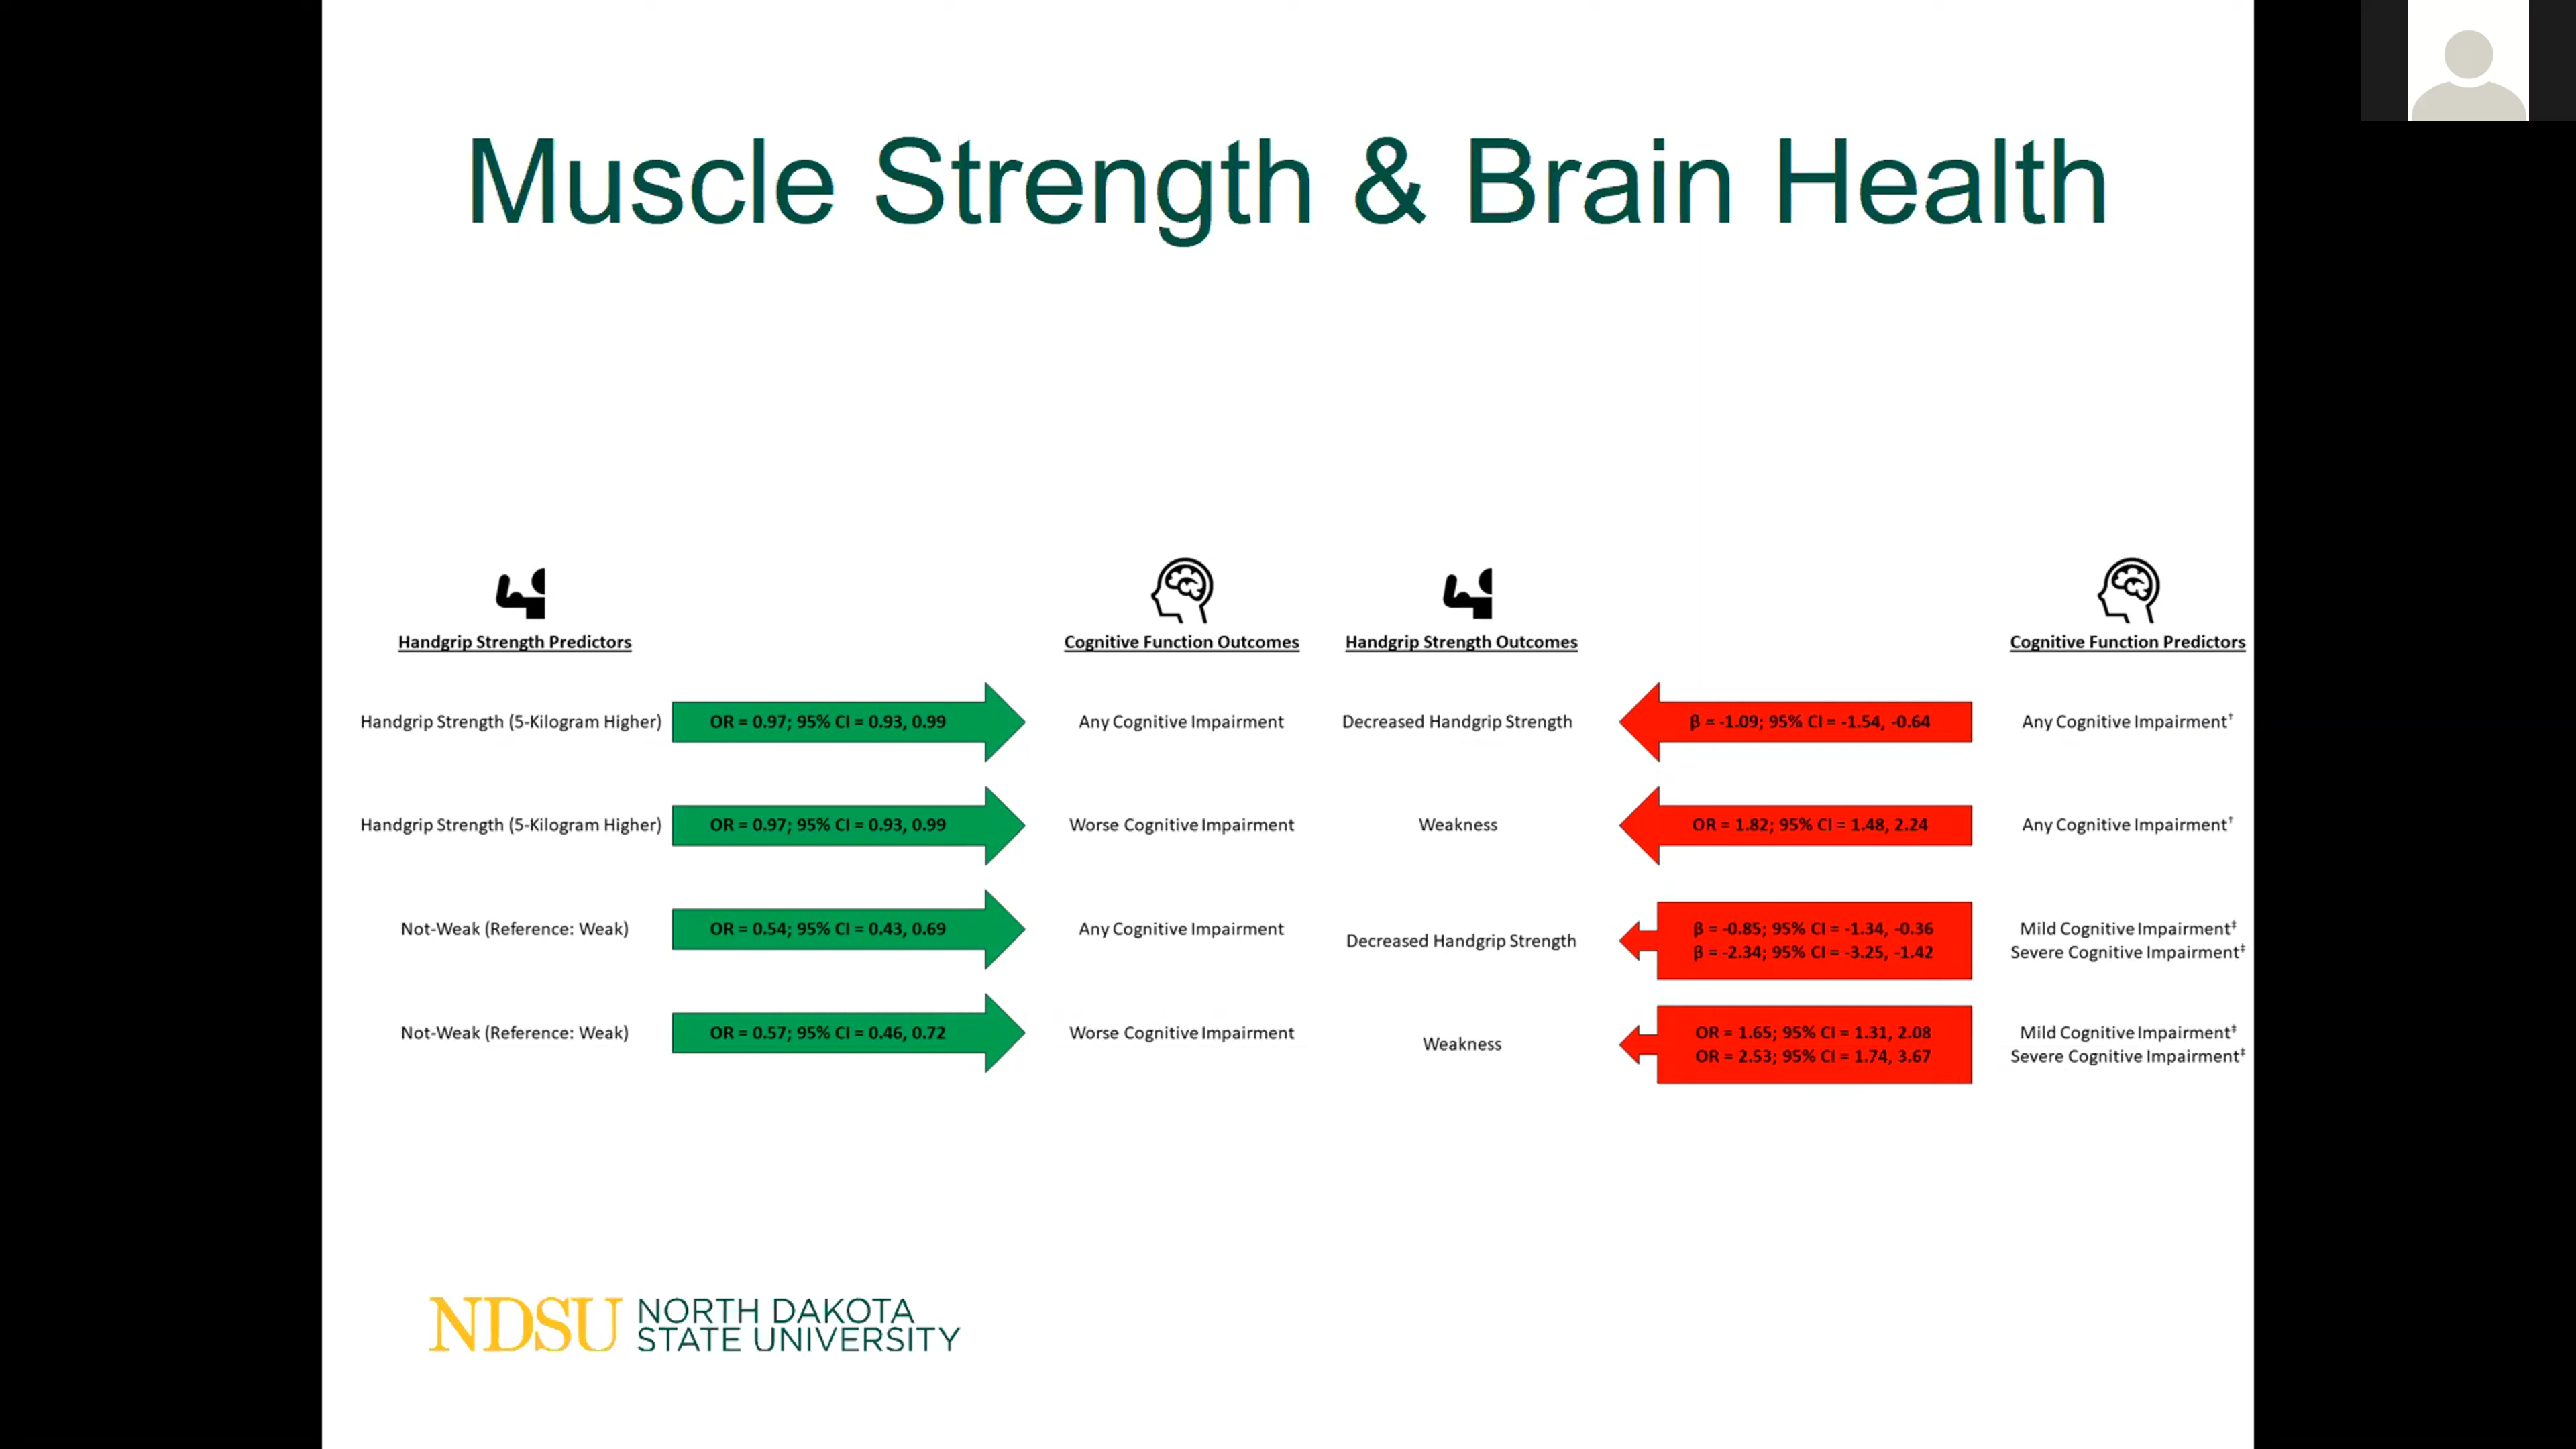 Muscle Strength & Brain Health
Handgrip Strength Predictors
Cognitive Function Outcomes
Handgrip Strength (5-Kilogram Higher)
OR = 0.97; 95% CI = 0.93, 0.99
Any Cognitive Impairment
Handgrip Strength (5-Kilogram Higher)
OR = 0.97; 95% CI = 0.93, 0.99
Worse Cognitive Impairment
Not-Weak (Reference: Weak)
OR = 0.54; 95% CI = 0.43, 0.69
Any Cognitive Impairment
Not-Weak (Reference: Weak)
OR = 0.57; 95% CI = 0.46, 0.72
Worse Cognitive Impairment
Handgrip Strength Outcomes
Cognitive Function Predictors
Decreased Handgrip Strength
β = -1.09; 95% CI = -1.54, -0.64
Any Cognitive Impairment†
Weakness
OR = 1.82; 95% CI = 1.48, 2.24
Any Cognitive Impairment†
Decreased Handgrip Strength
β = -0.85; 95% CI = -1.34, -0.36
β = -2.34; 95% CI = -3.25, -1.42
Mild Cognitive Impairment‡
Severe Cognitive Impairment‡
Weakness
OR = 1.65; 95% CI = 1.31, 2.08
OR = 2.53; 95% CI = 1.74, 3.67
Mild Cognitive Impairment‡
Severe Cognitive Impairment‡
NDSU
NORTH DAKOTA
STATE UNIVERSITY